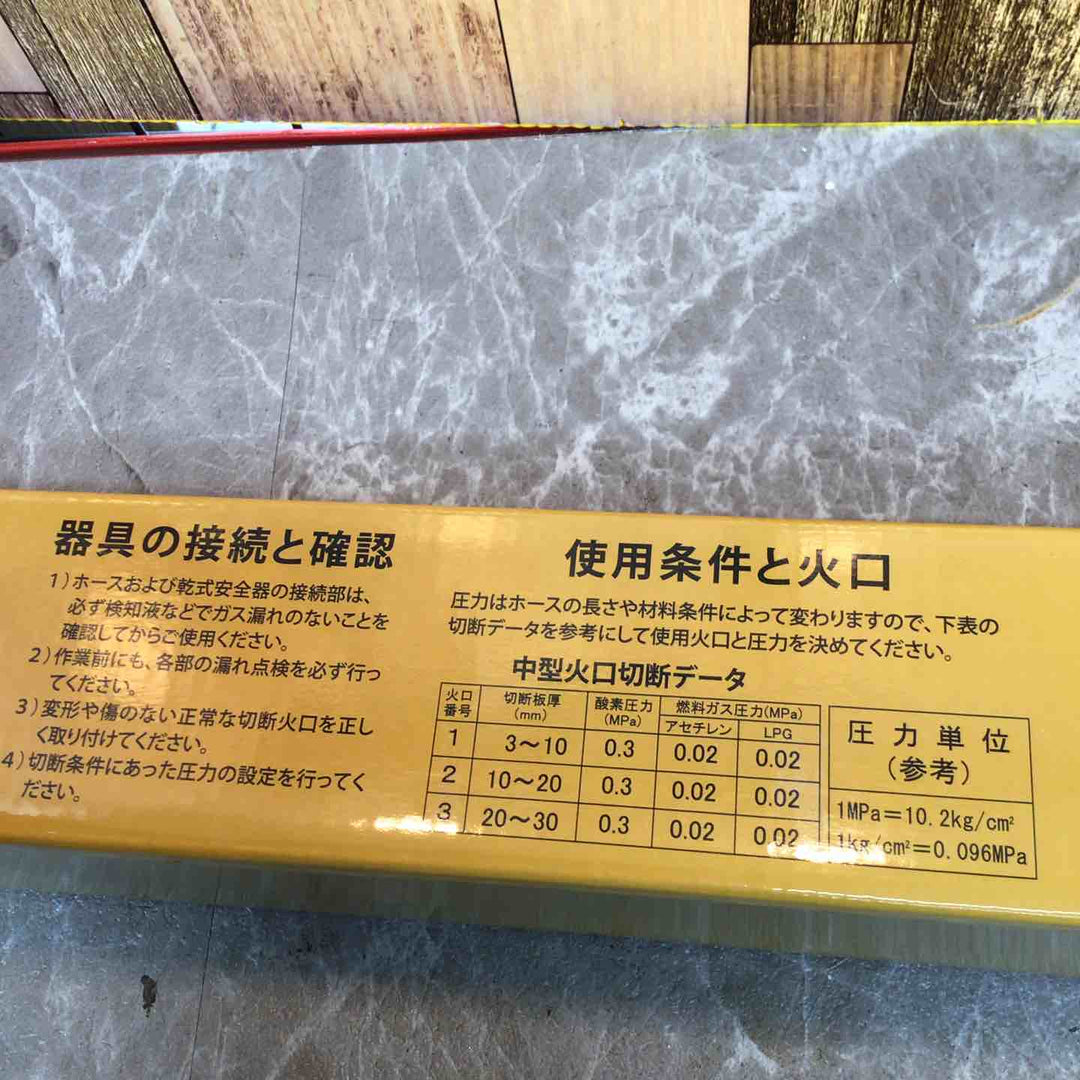 器具の接続と確認
1)ホースおよび乾式安全器の接続部は、
必ず検知液などでガス漏れのないことを
確認してからご使用ください。
2)作業前にも、各部の漏れ点検を必ず行っ
てください。
3)変形や傷のない正常な切断火口を正し
く取り付けてください。
4)切断条件にあった圧力の設定を行ってく
ださい。
使用条件と火口
圧力はホースの長さや材料条件によって変わりますので、下表の
切断データを参考にして使用火口と圧力を決めてください。
中型火口切断データ
火口番号 切断板厚(mm) 酸素圧力(MPa) 燃料ガス圧力(MPa)
アセチレン LPG
1 3～10 0.3 0.02 0.02
2 10～20 0.3 0.02 0.02
3 20～30 0.3 0.02 0.02
圧力単位
(参考)
1MPa=10.2kg/cm²
1kg/cm²=0.096MPa